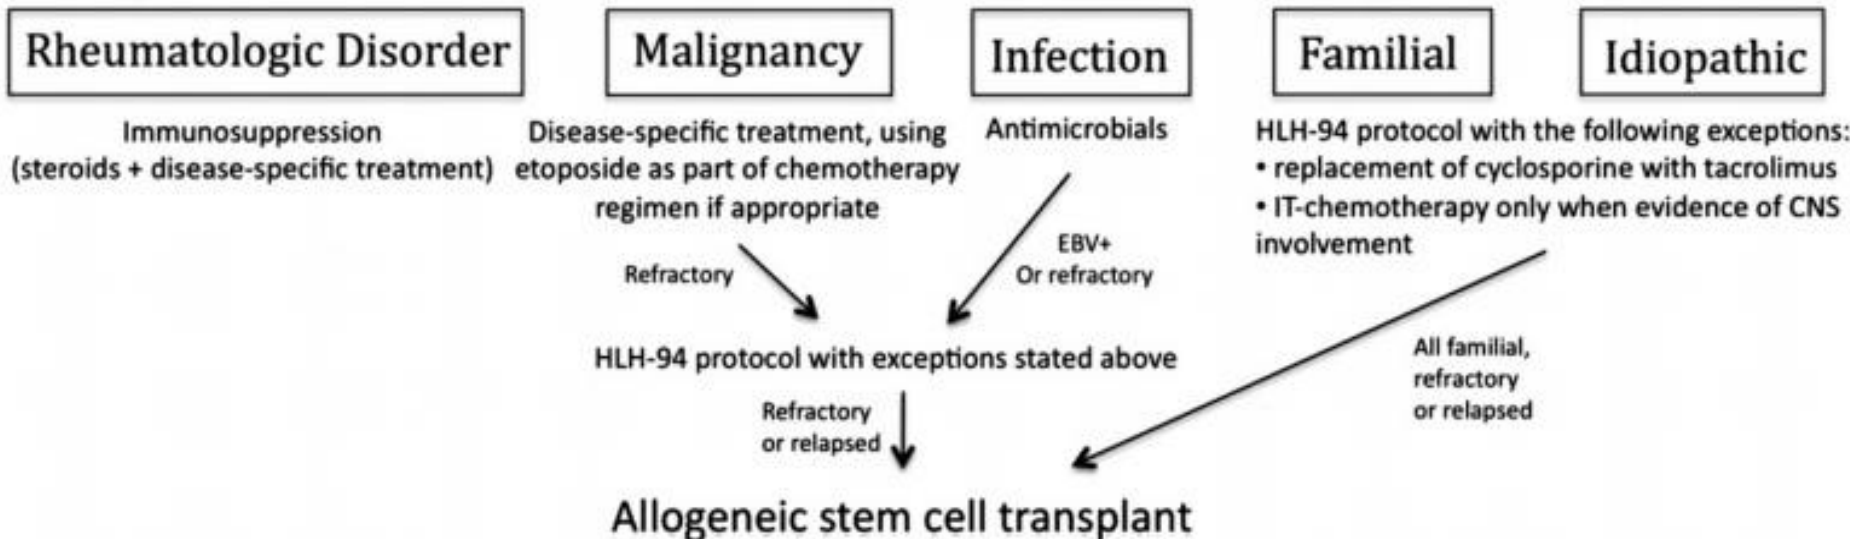 Rheumatologic Disorder
Immunosuppression
(steroids + disease-specific treatment)
Malignancy
Disease-specific treatment, using
etoposide as part of chemotherapy
regimen if appropriate
Infection
Antimicrobials
Familial
Idiopathic
HLH-94 protocol with the following exceptions:
• replacement of cyclosporine with tacrolimus
• IT-chemotherapy only when evidence of CNS
involvement
Refractory
EBV+
Or refractory
HLH-94 protocol with exceptions stated above
Refractory
or relapsed
All familial,
refractory
or relapsed
Allogeneic stem cell transplant